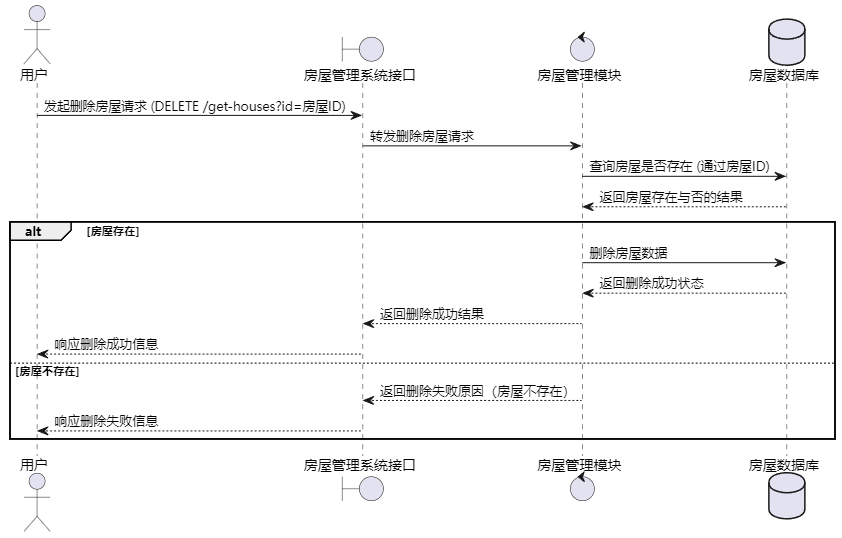 用户
房屋管理系统接口
房屋管理模块
房屋数据库
发起删除房屋请求 (DELETE /get-houses?id=房屋ID)
转发删除房屋请求
查询房屋是否存在 (通过房屋ID)
返回房屋存在与否的结果
alt
[房屋存在]
删除房屋数据
返回删除成功状态
返回删除成功结果
响应删除成功信息
[房屋不存在]
返回删除失败原因（房屋不存在）
响应删除失败信息
用户
房屋管理系统接口
房屋管理模块
房屋数据库